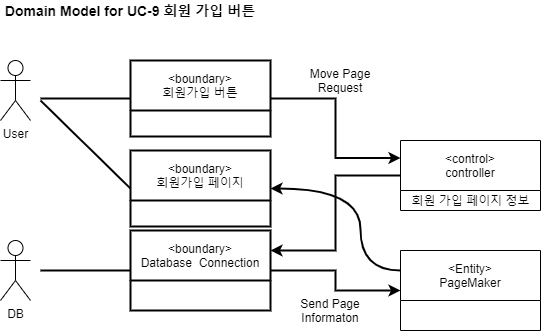 Domain Model for UC-9 회원 가입 버튼
<boundary>
회원가입 버튼
Move Page
Request
User
<boundary>
회원가입 페이지
<control>
controller
회원 가입 페이지 정보
<boundary>
Database Connection
<Entity>
PageMaker
DB
Send Page
Informaton